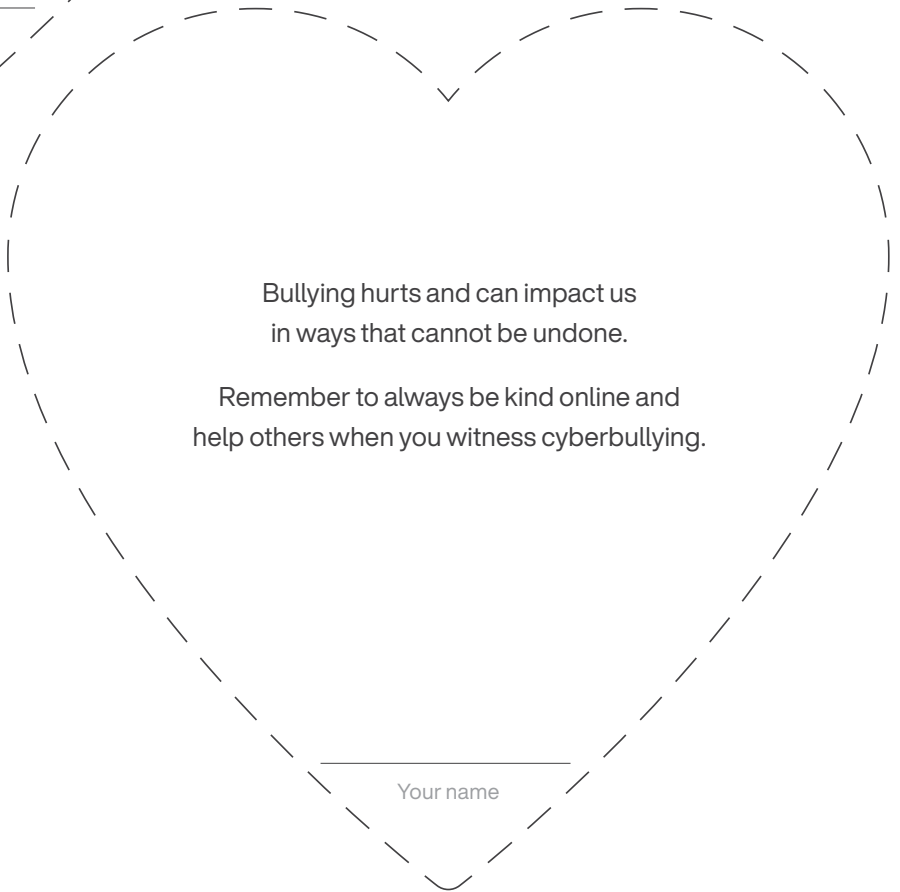 Bullying hurts and can impact us
in ways that cannot be undone.
Remember to always be kind online and
help others when you witness cyberbullying.
Your name